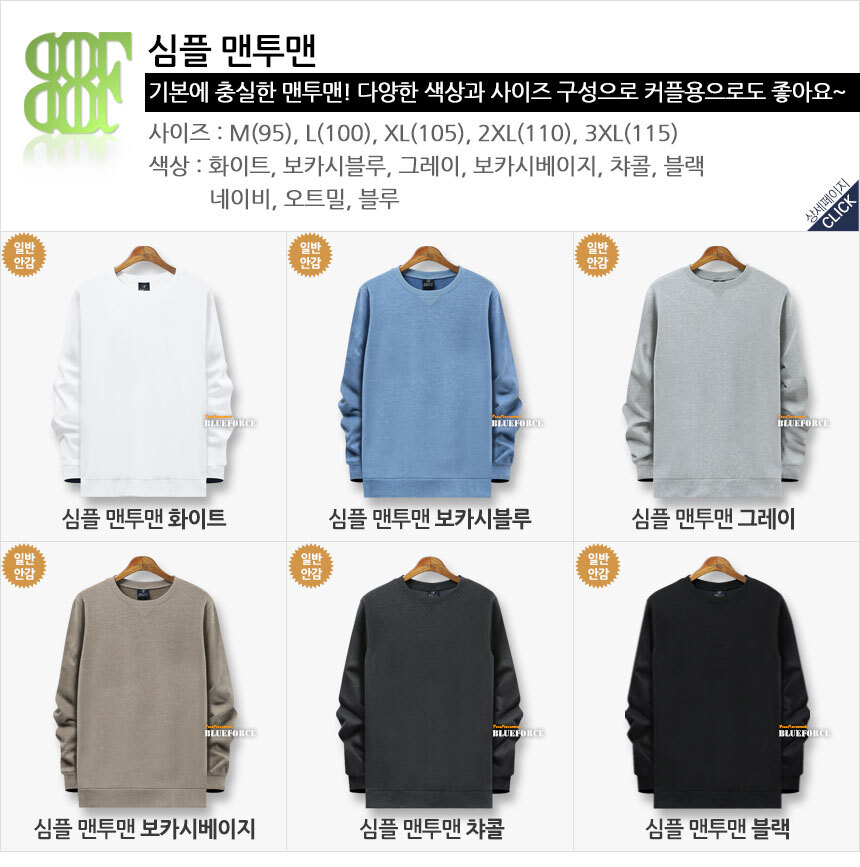 심플 맨투맨
기본에 충실한 맨투맨! 다양한 색상과 사이즈 구성으로 커플용으로도 좋아요~
사이즈 : M(95), L(100), XL(105), 2XL(110), 3XL(115)
색상 : 화이트, 보카시블루, 그레이, 보카시베이지, 챠콜, 블랙
네이비, 오트밀, 블루
상세페이지
CLICK
일반
안감
일반
안감
일반
안감
BLUEFORCE
BLUEFORCE
BLUEFORCE
심플 맨투맨 화이트
심플 맨투맨 보카시블루
심플 맨투맨 그레이
일반
안감
일반
안감
일반
안감
BLUEFORCE
BLUEFORCE
BLUEFORCE
심플 맨투맨 보카시베이지
심플 맨투맨 챠콜
심플 맨투맨 블랙